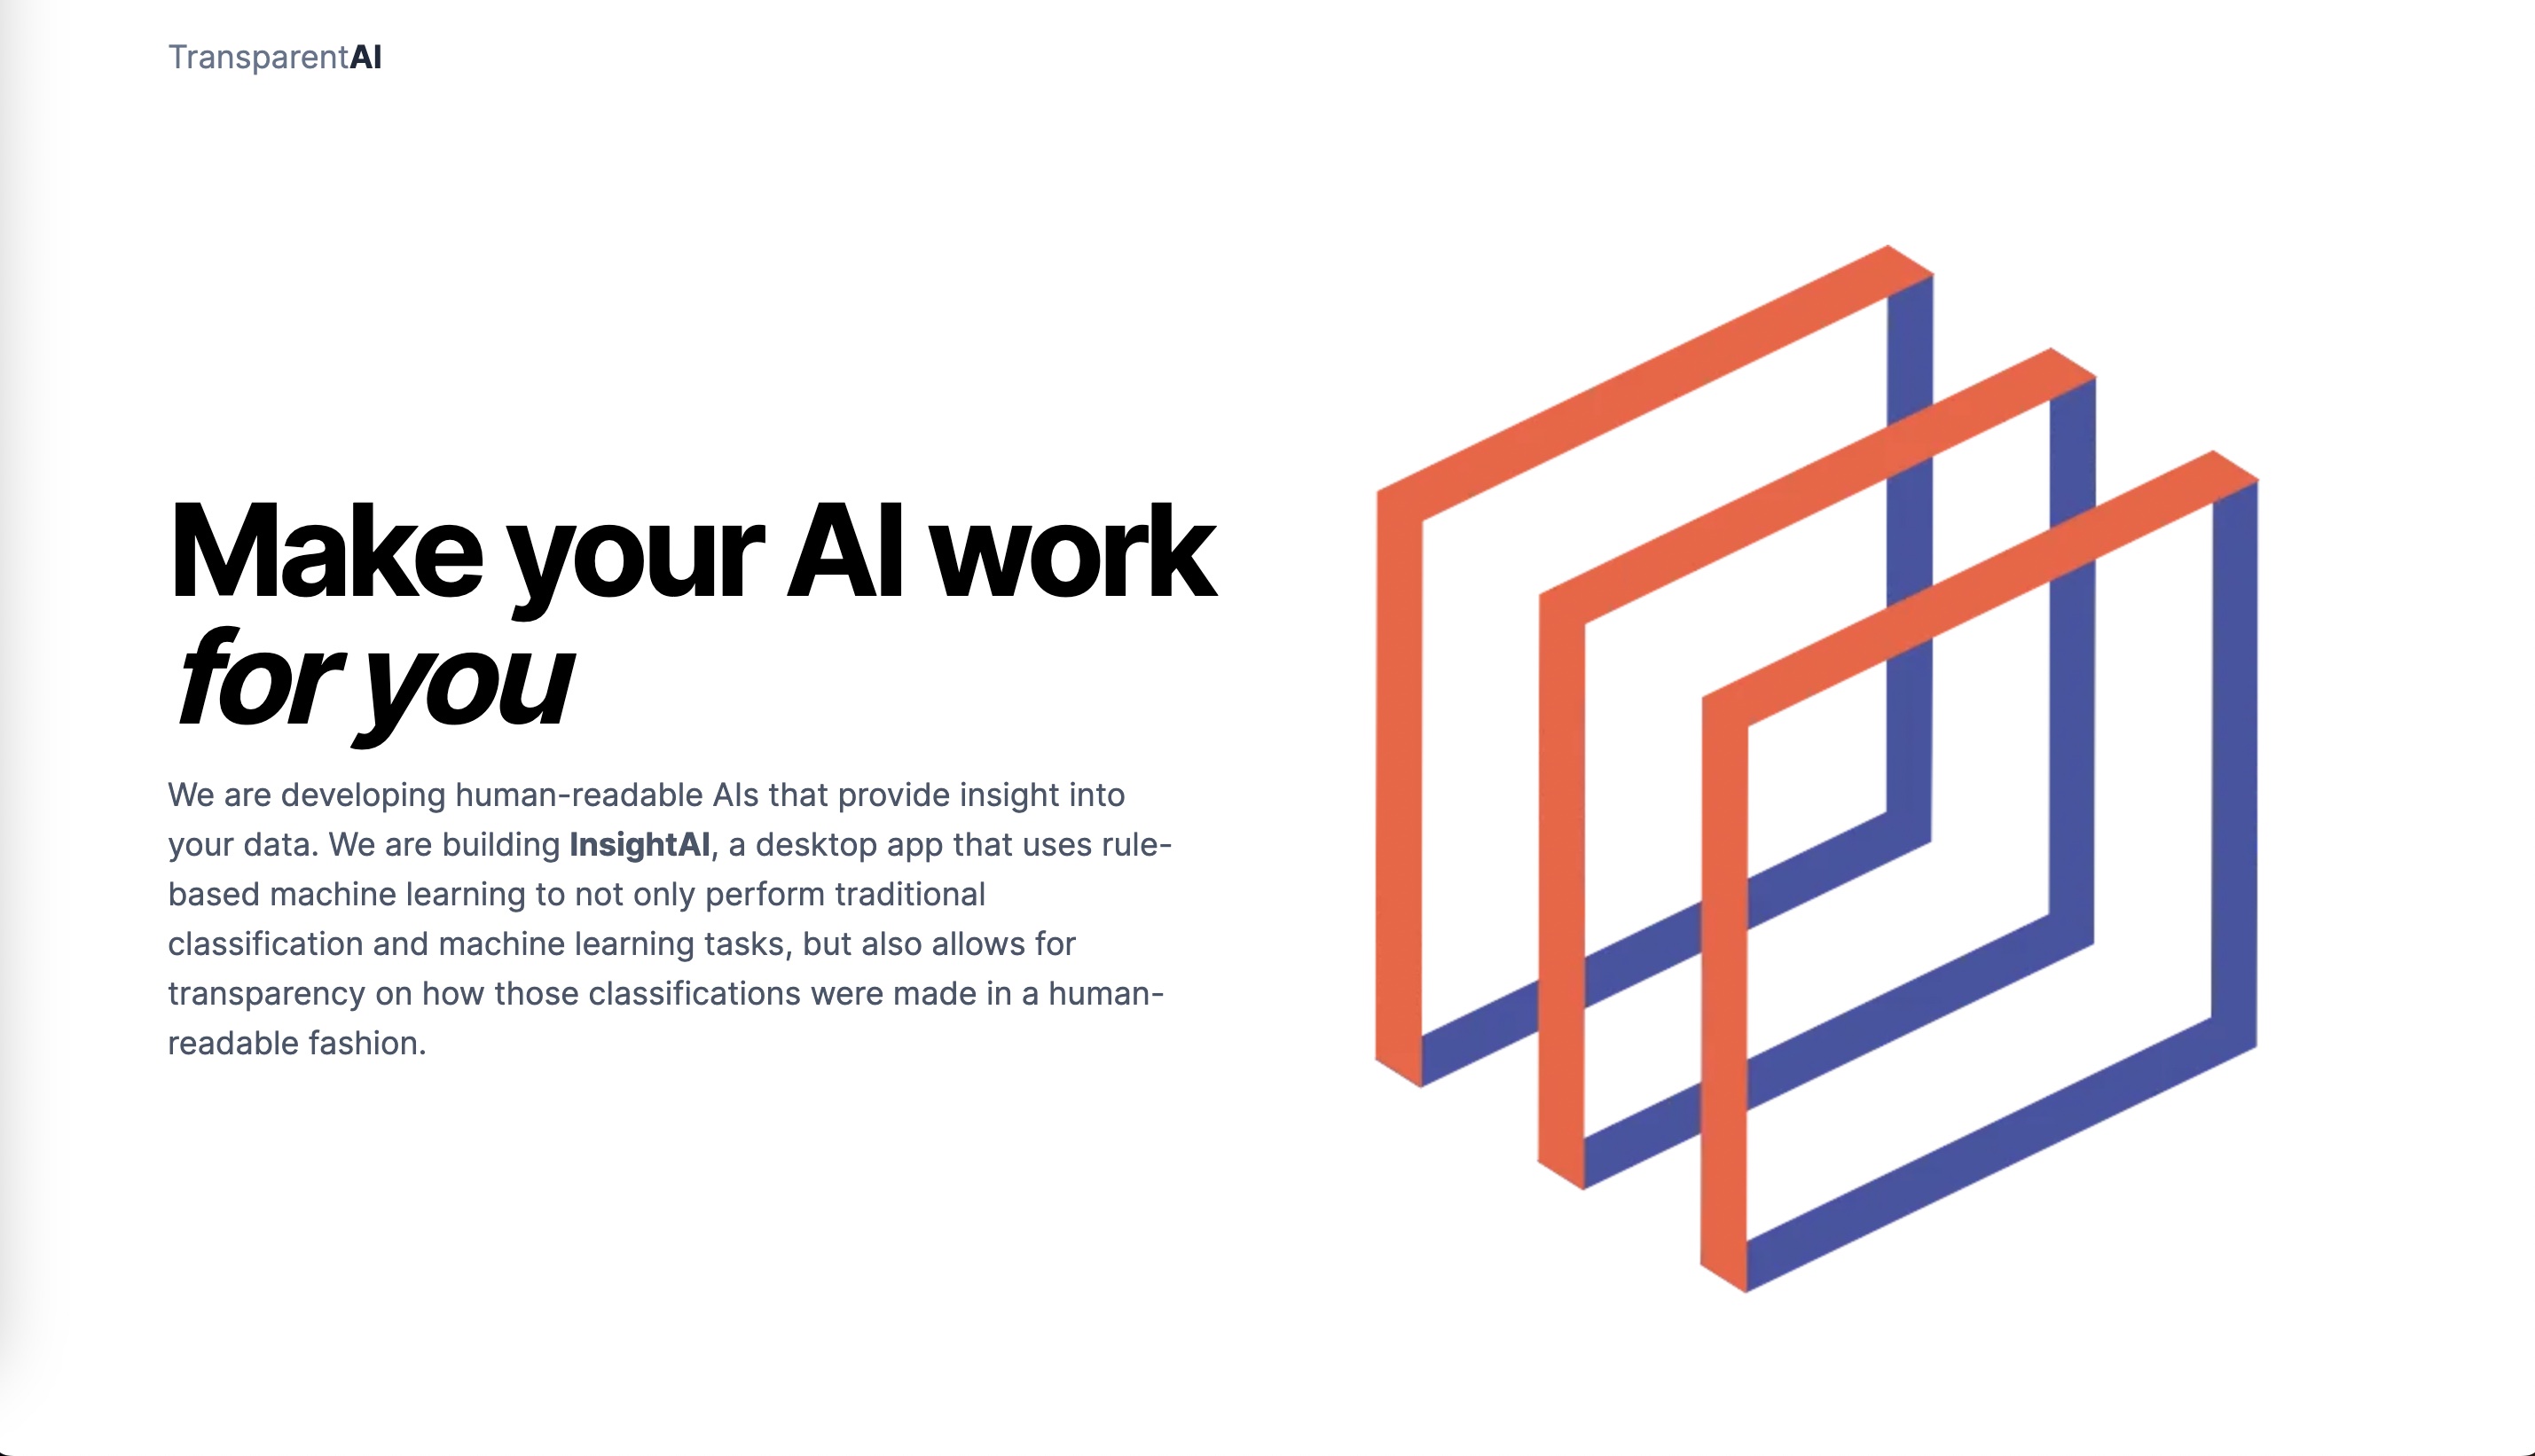 TransparentAI
Make your AI work
for you
We are developing human-readable AIs that provide insight into
your data. We are building InsightAI, a desktop app that uses rule-
based machine learning to not only perform traditional
classification and machine learning tasks, but also allows for
transparency on how those classifications were made in a human-
readable fashion.